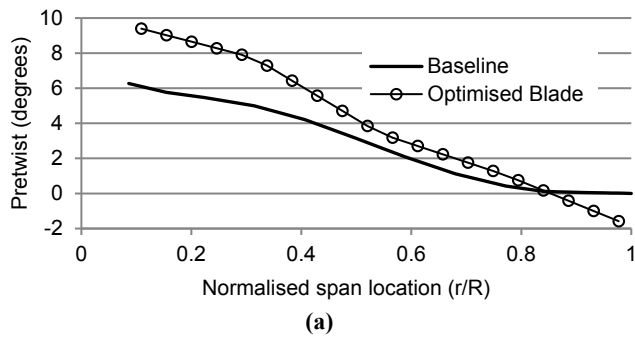 10
8
6
4
2
0
-2
Pretwist (degrees)
Baseline
Optimised Blade
0 0.2 0.4 0.6 0.8 1
Normalised span location (r/R)
(a)